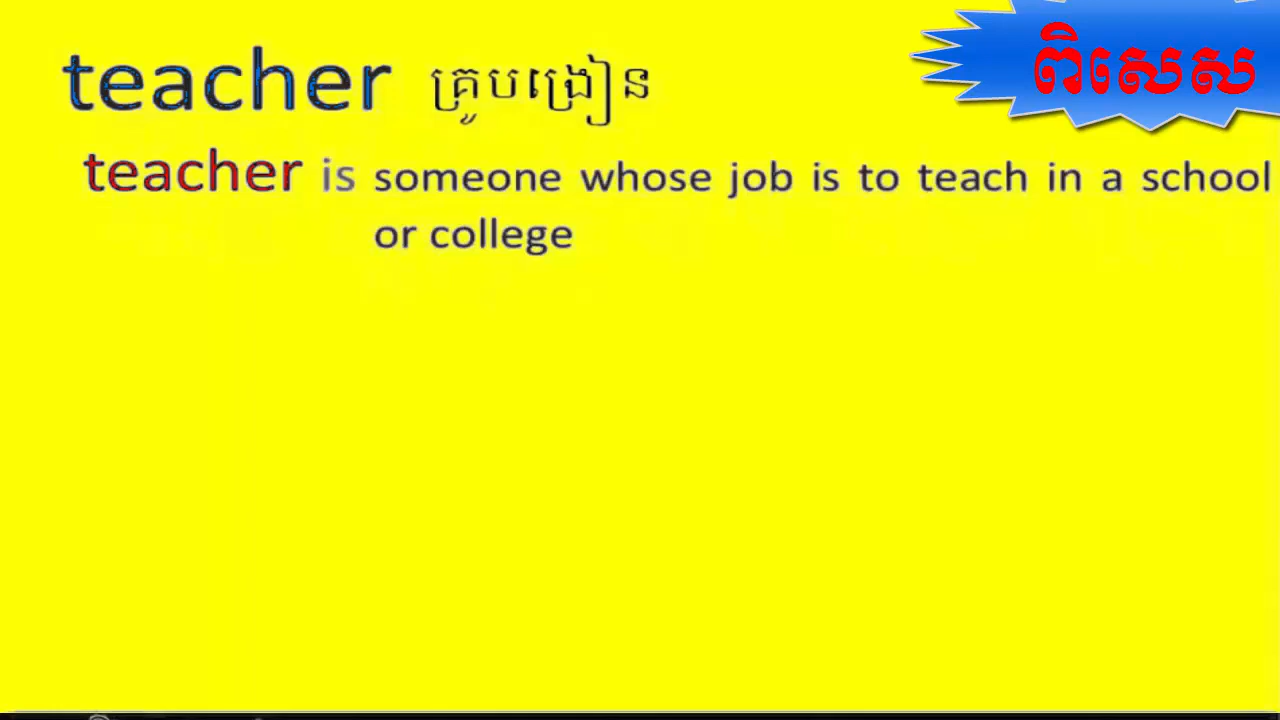 teacher គ្រូបង្រៀន
ពិសេស
teacher is someone whose job is to teach in a school
or college